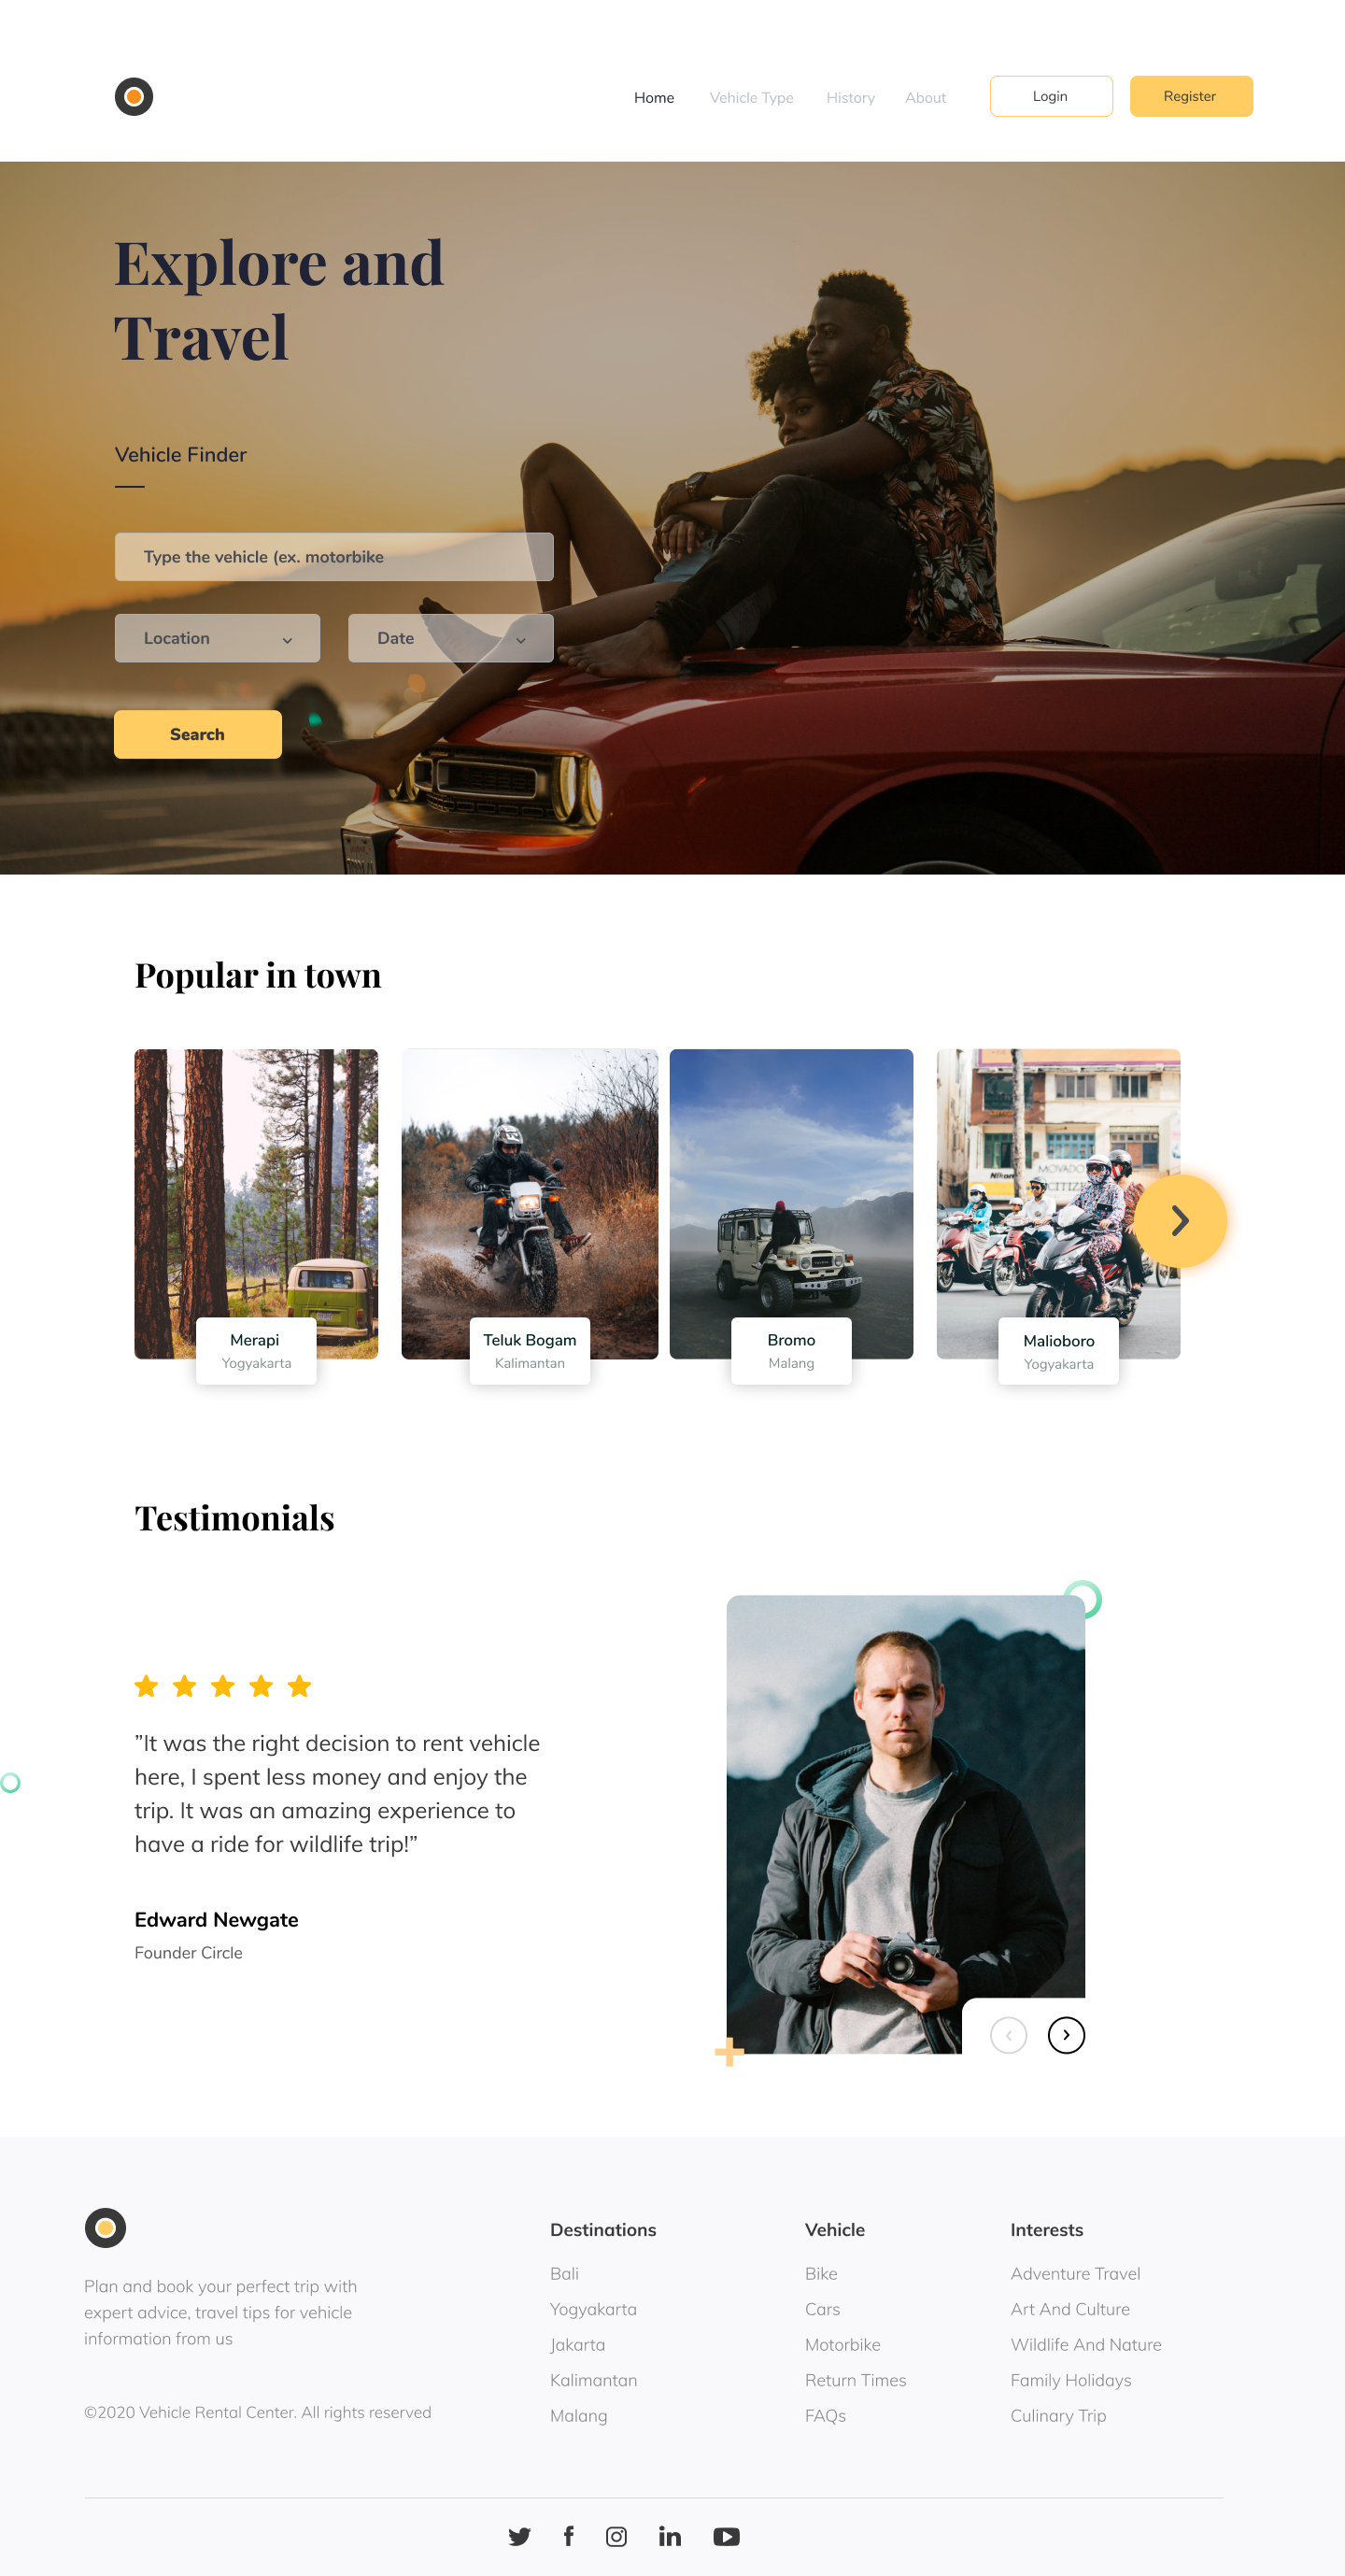 Home Vehicle Type History About Login Register
Explore and
Travel
Vehicle Finder
Type the vehicle (ex. motorbike
Location Date
Search
Popular in town
Nikon
MOVADO
CITIZE
TOYOTA
Merapi
Yogyakarta
Teluk Bogam
Kalimantan
Bromo
Malang
Malioboro
Yogyakarta
Testimonials
”It was the right decision to rent vehicle
here, I spent less money and enjoy the
trip. It was an amazing experience to
have a ride for wildlife trip!”
Edward Newgate
Founder Circle
Plan and book your perfect trip with
expert advice, travel tips for vehicle
information from us
©2020 Vehicle Rental Center. All rights reserved
Destinations
Bali
Yogyakarta
Jakarta
Kalimantan
Malang
Vehicle
Bike
Cars
Motorbike
Return Times
FAQs
Interests
Adventure Travel
Art And Culture
Wildlife And Nature
Family Holidays
Culinary Trip